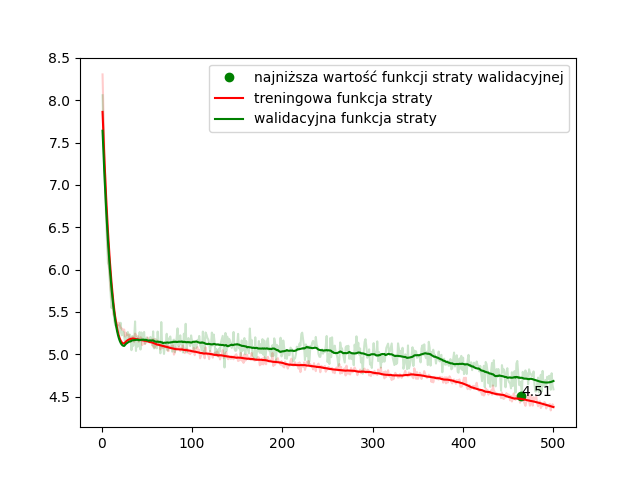 8.5
8.0
7.5
7.0
6.5
6.0
5.5
5.0
4.5
najniższa wartość funkcji straty walidacyjnej
treningowa funkcja straty
walidacyjna funkcja straty
4.51
0 100 200 300 400 500